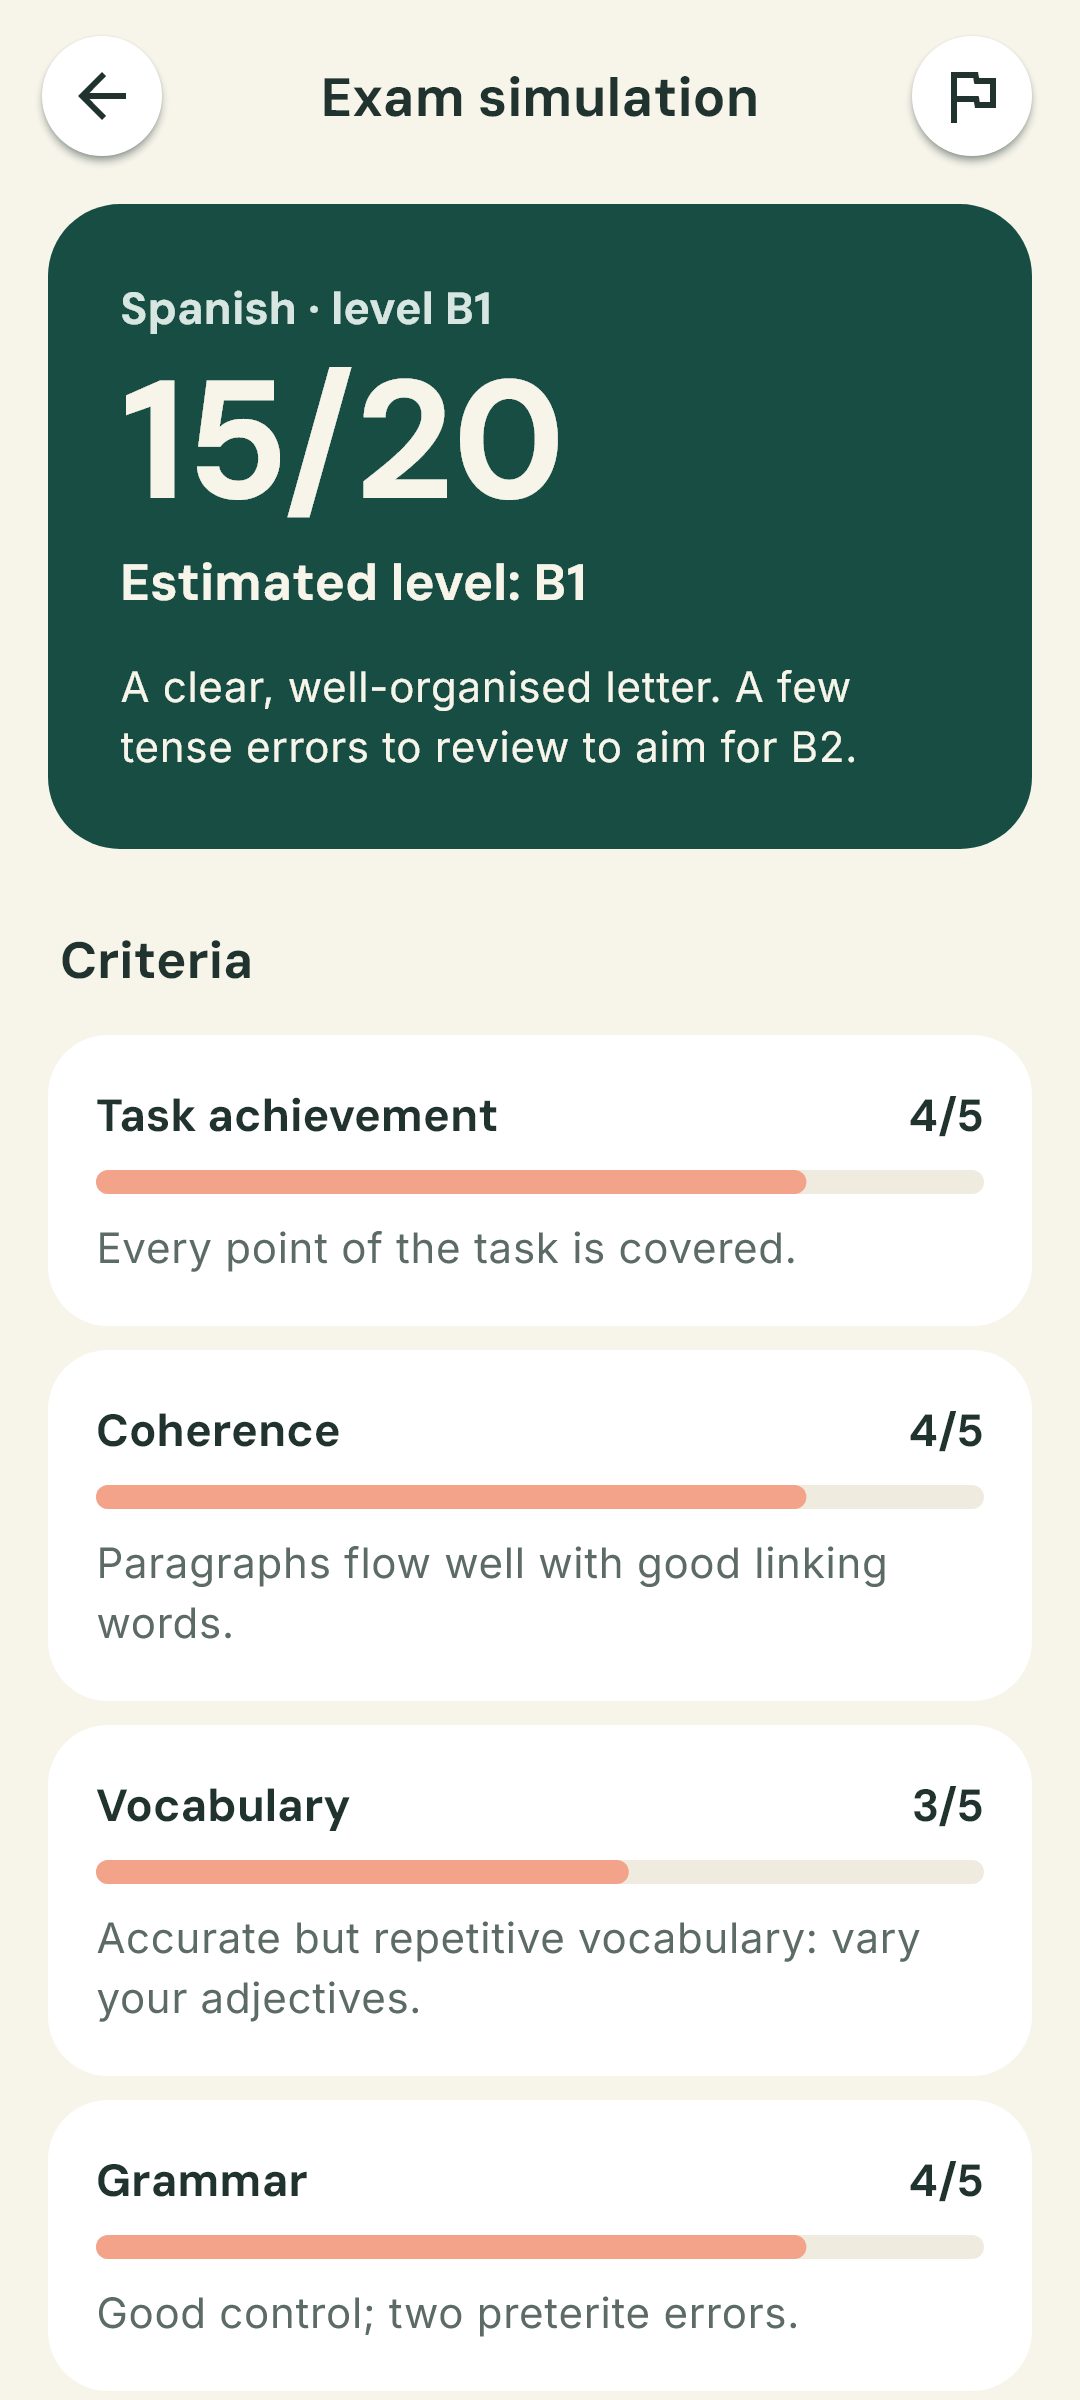 Exam simulation
Spanish · level B1
15/20
Estimated level: B1
A clear, well-organised letter. A few
tense errors to review to aim for B2.
Criteria
Task achievement 4/5
Every point of the task is covered.
Coherence 4/5
Paragraphs flow well with good linking
words.
Vocabulary 3/5
Accurate but repetitive vocabulary: vary
your adjectives.
Grammar 4/5
Good control; two preterite errors.